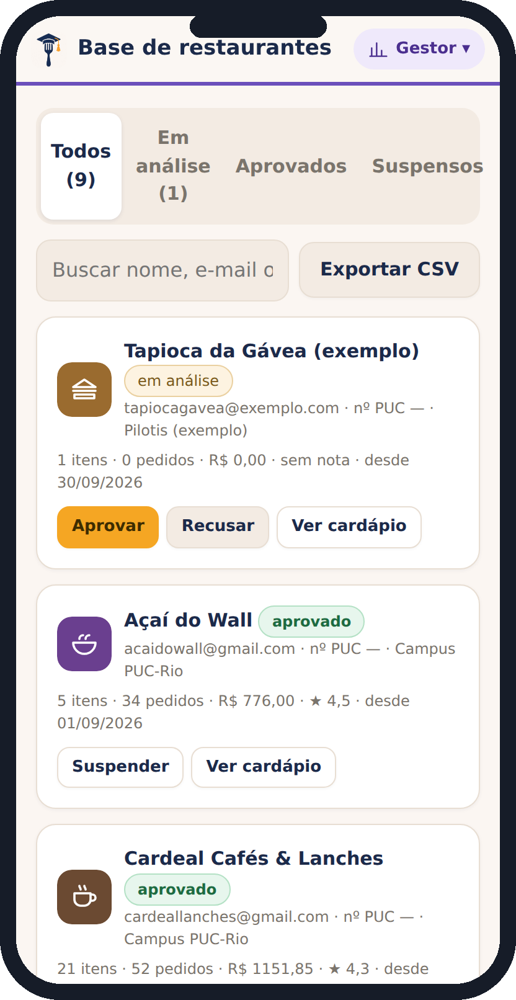 Base de restaurantes
Gestor ▼
Todos
(9)
Em
análise
(1)
Aprovados
Suspensos
Buscar nome, e-mail o
Exportar CSV
Tapioca da Gávea (exemplo)
em análise
tapiocagavea@exemplo.com · nº PUC — ·
Pilotis (exemplo)
1 itens · 0 pedidos · R$ 0,00 · sem nota · desde
30/09/2026
Aprovar
Recusar
Ver cardápio
Açaí do Wall aprovado
acaidowall@gmail.com · nº PUC — · Campus
PUC-Rio
5 itens · 34 pedidos · R$ 776,00 · ★ 4,5 · desde
01/09/2026
Suspender
Ver cardápio
Cardeal Cafés & Lanches
aprovado
cardeallanches@gmail.com · nº PUC — ·
Campus PUC-Rio
21 itens · 52 pedidos · R$ 1151,85 · ★ 4,3 · desde